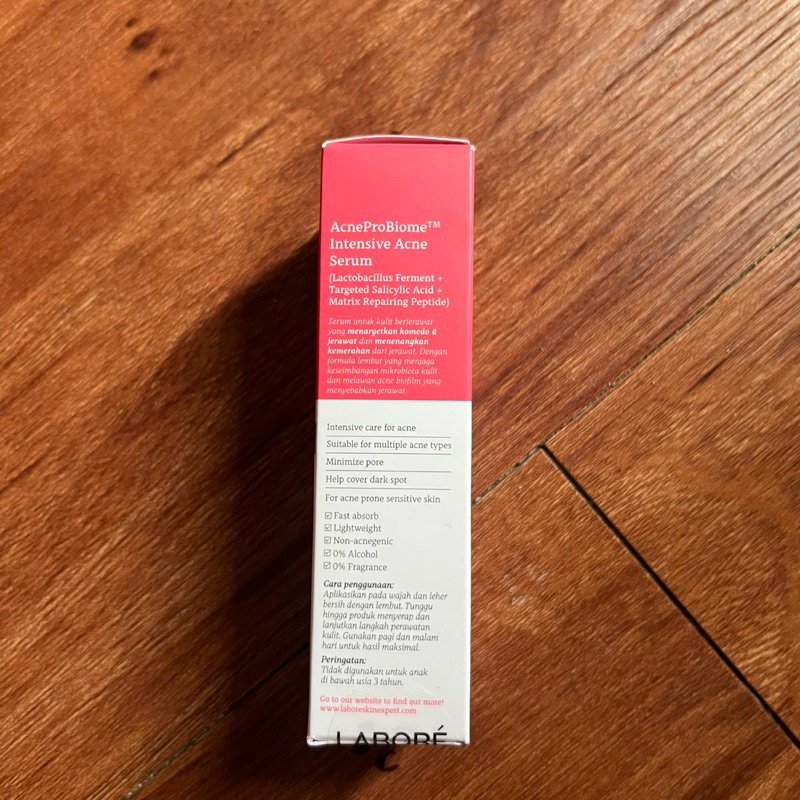 AcneProBiome™
Intensive Acne
Serum
(Lactobacillus Ferment +
Targeted Salicylic Acid +
Matrix Repairing Peptide)
Serum untuk kulit berjerawat
yang menargetkan komedo &
jerawat dan menenangkan
kemerahan dari jerawat. Dengan
formula lembut yang menjaga
keseimbangan mikrobiota kulit
dan melawan acne biofilm yang
menyebabkan jerawat.
Intensive care for acne
Suitable for multiple acne types
Minimize pore
Help cover dark spot
For acne prone sensitive skin
☑ Fast absorb
☑ Lightweight
☑ Non-acnegenic
☑ 0% Alcohol
☑ 0% Fragrance
Cara penggunaan:
Aplikasikan pada wajah dan leher
bersih dengan lembut. Tunggu
hingga produk menyerap dan
lanjutkan langkah perawatan
kulit. Gunakan pagi dan malam
hari untuk hasil maksimal.
Peringatan:
Tidak digunakan untuk anak
di bawah usia 3 tahun.
Go to our website to find out more!
www.laboreskinexpert.com
LABORÉ